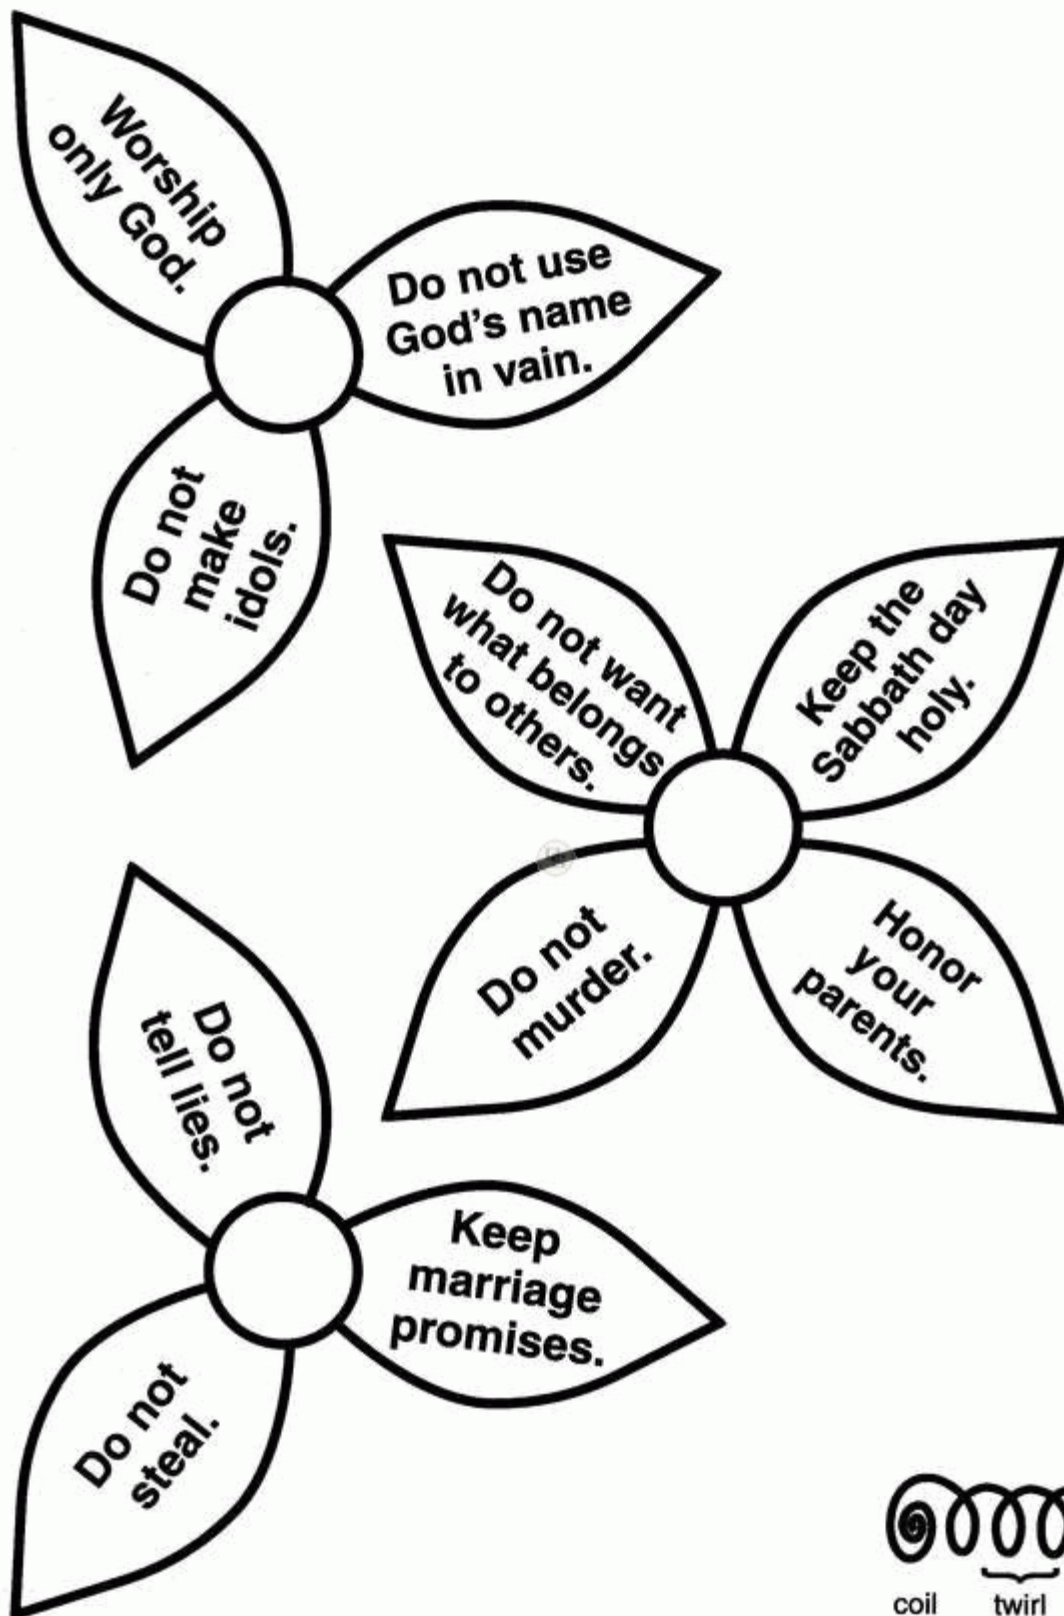 Worship
only God.
Do not use
God's name
in vain.
Do not
make
idols.
Do not want
what belongs
to others.
Keep the
Sabbath day
holy.
Do not
murder.
Honor
your
parents.
Do not
tell lies.
Keep
marriage
promises.
Do not
steal.
coil
twirl